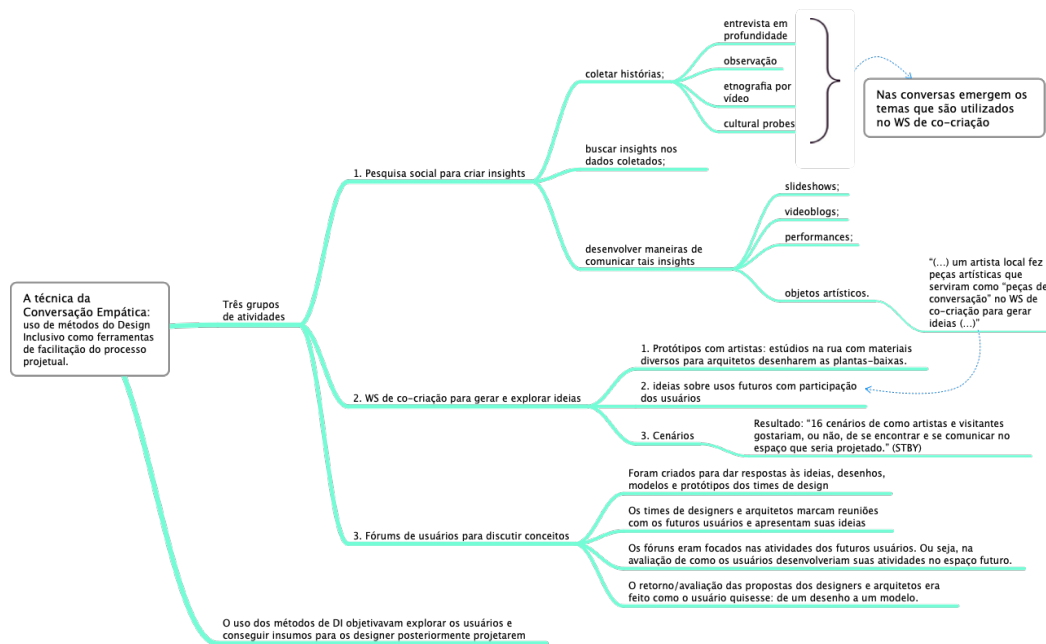 A técnica da
Conversação Empática:
uso de métodos do Design
Inclusivo como ferramentas
de facilitação do processo
projetual.
Três grupos
de atividades
1. Pesquisa social para criar insights
coletar histórias;
entrevista em
profundidade
observação
etnografia por
vídeo
cultural probes
Nas conversas emergem os
temas que são utilizados
no WS de co-criação
buscar insights nos
dados coletados;
desenvolver maneiras de
comunicar tais insights
slideshows;
videoblogs;
performances;
objetos artísticos.
"(...) um artista local fez
peças artísticas que
serviram como "peças de
conversação" no WS de
co-criação para gerar
ideias (...)"
2. WS de co-criação para gerar e explorar ideias
1. Protótipos com artistas: estúdios na rua com materiais
diversos para arquitetos desenharem as plantas-baixas.
2. ideias sobre usos futuros com participação
dos usuários
3. Cenários
Resultado: "16 cenários de como artistas e visitantes
gostariam, ou não, de se encontrar e se comunicar no
espaço que seria projetado." (STBY)
3. Fórums de usuários para discutir conceitos
Foram criados para dar respostas às ideias, desenhos,
modelos e protótipos dos times de design
Os times de designers e arquitetos marcam reuniões
com os futuros usuários e apresentam suas ideias
Os fóruns eram focados nas atividades dos futuros usuários. Ou seja, na
avaliação de como os usuários desenvolveriam suas atividades no espaço futuro.
O retorno/avaliação das propostas dos designers e arquitetos era
feito como o usuário quisesse: de um desenho a um modelo.
O uso dos métodos de DI objetivavam explorar os usuários e
conseguir insumos para os designer posteriormente projetarem